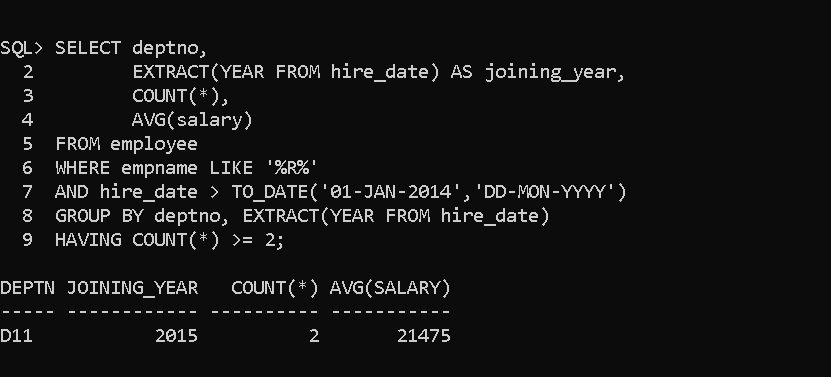 SQL> SELECT deptno,
  2         EXTRACT(YEAR FROM hire_date) AS joining_year,
  3         COUNT(*),
  4         AVG(salary)
  5  FROM employee
  6  WHERE empname LIKE '%R%'
  7  AND hire_date > TO_DATE('01-JAN-2014','DD-MON-YYYY')
  8  GROUP BY deptno, EXTRACT(YEAR FROM hire_date)
  9  HAVING COUNT(*) >= 2;

DEPTN JOINING_YEAR   COUNT(*) AVG(SALARY)
----- ------------ ---------- -----------
D11           2015          2       21475